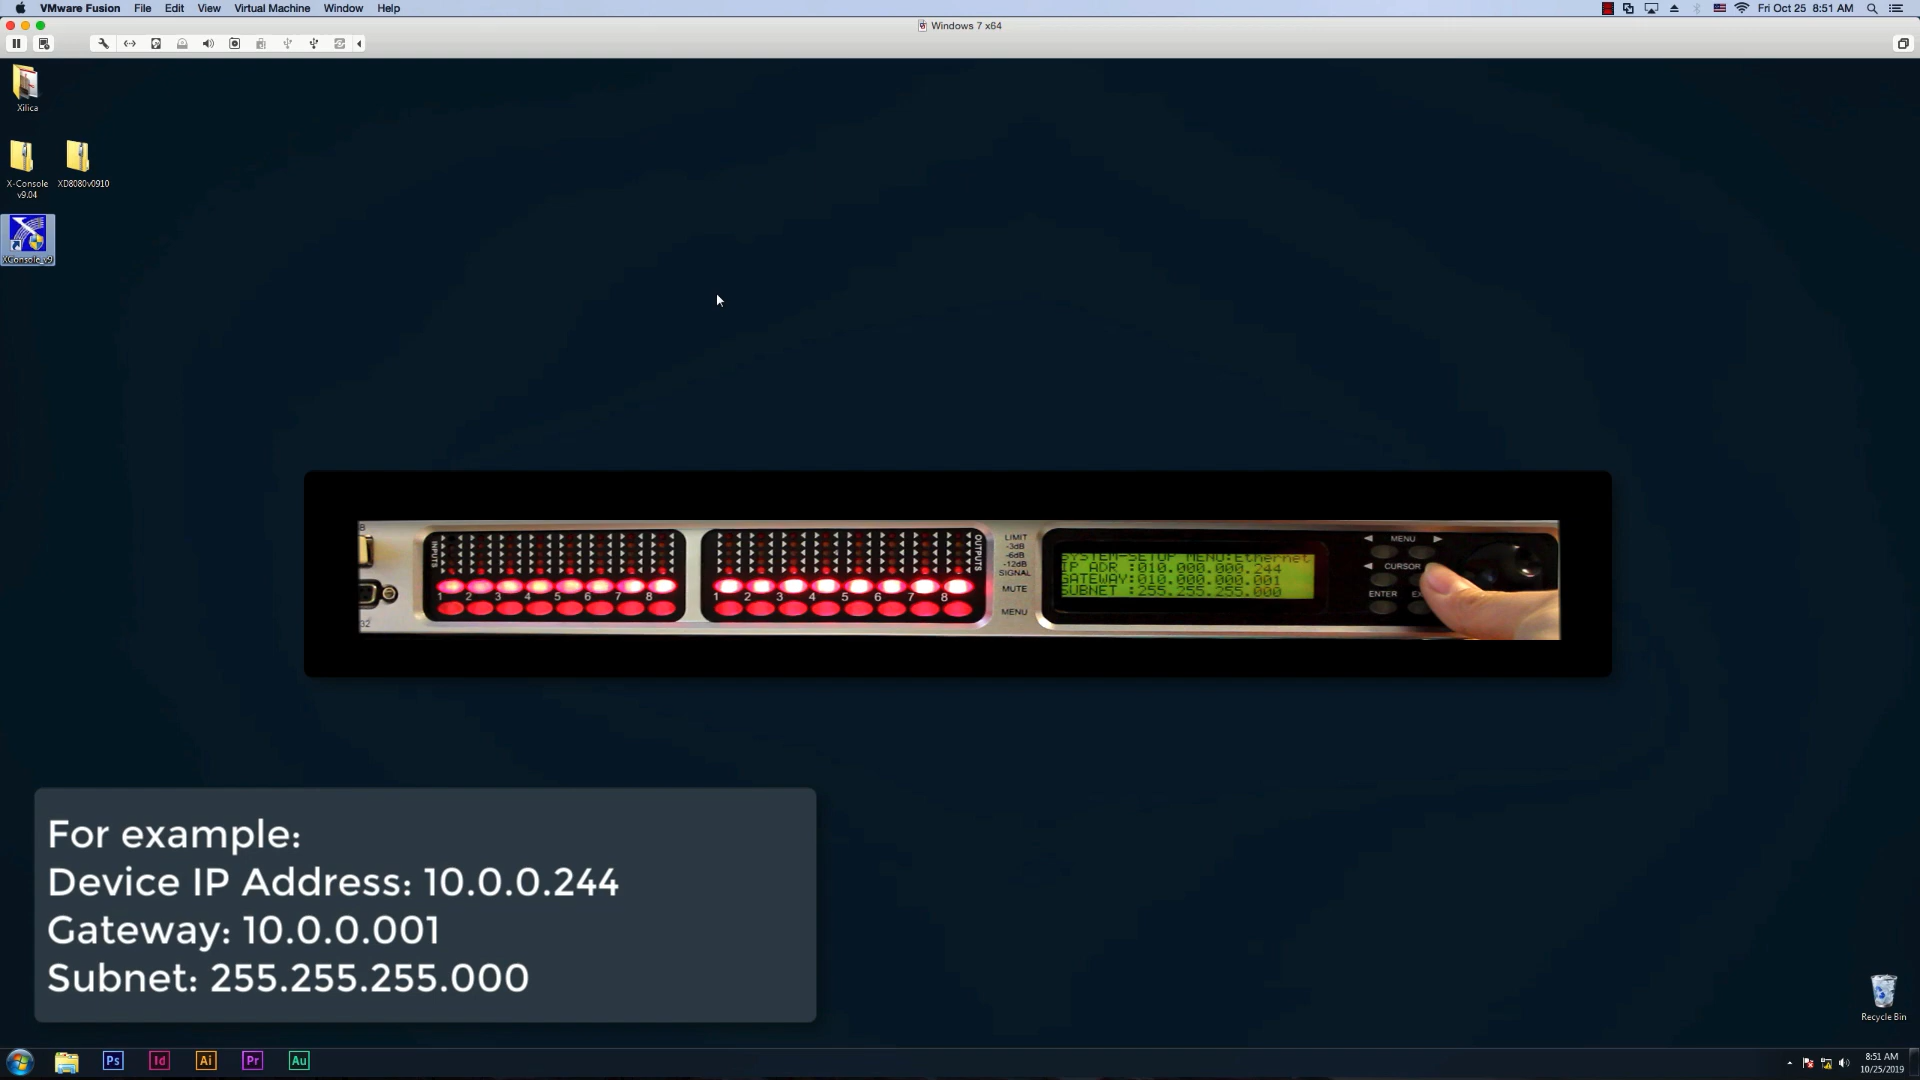 VMware Fusion File Edit View Virtual Machine Window Help
Fri Oct 25 8:51 AM
Windows 7 x64
Xilica
X-Console v9.04
XD8080v0910
XConsole_v9
INPUTS
1 2 3 4 5 6 7 8
1 2 3 4 5 6 7 8
OUTPUTS
LIMIT
-3dB
-6dB
-12dB
SIGNAL
MUTE
MENU
SYSTEM-SETUP MENU:Ethernet
IP ADR :010.000.000.244
GATEWAY:010.000.000.001
SUBNET :255.255.255.000
MENU
CURSOR
ENTER
32
For example:
Device IP Address: 10.0.0.244
Gateway: 10.0.0.001
Subnet: 255.255.255.000
Recycle Bin
Ps Id Ai Pr Au
8:51 AM
10/25/2019